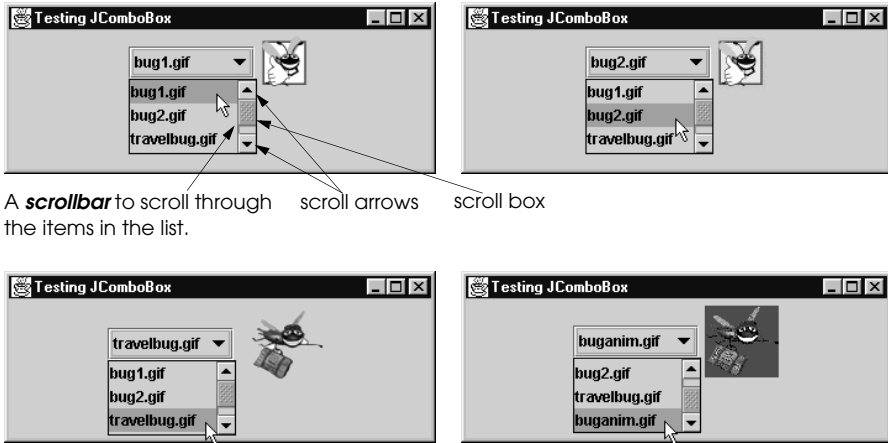 Testing JComboBox
bug1.gif
bug1.gif
bug2.gif
travelbug.gif
Testing JComboBox
bug2.gif
bug1.gif
bug2.gif
travelbug.gif
A scrollbar to scroll through
the items in the list.
scroll arrows
scroll box
Testing JComboBox
travelbug.gif
bug1.gif
bug2.gif
travelbug.gif
Testing JComboBox
buganim.gif
bug2.gif
travelbug.gif
buganim.gif